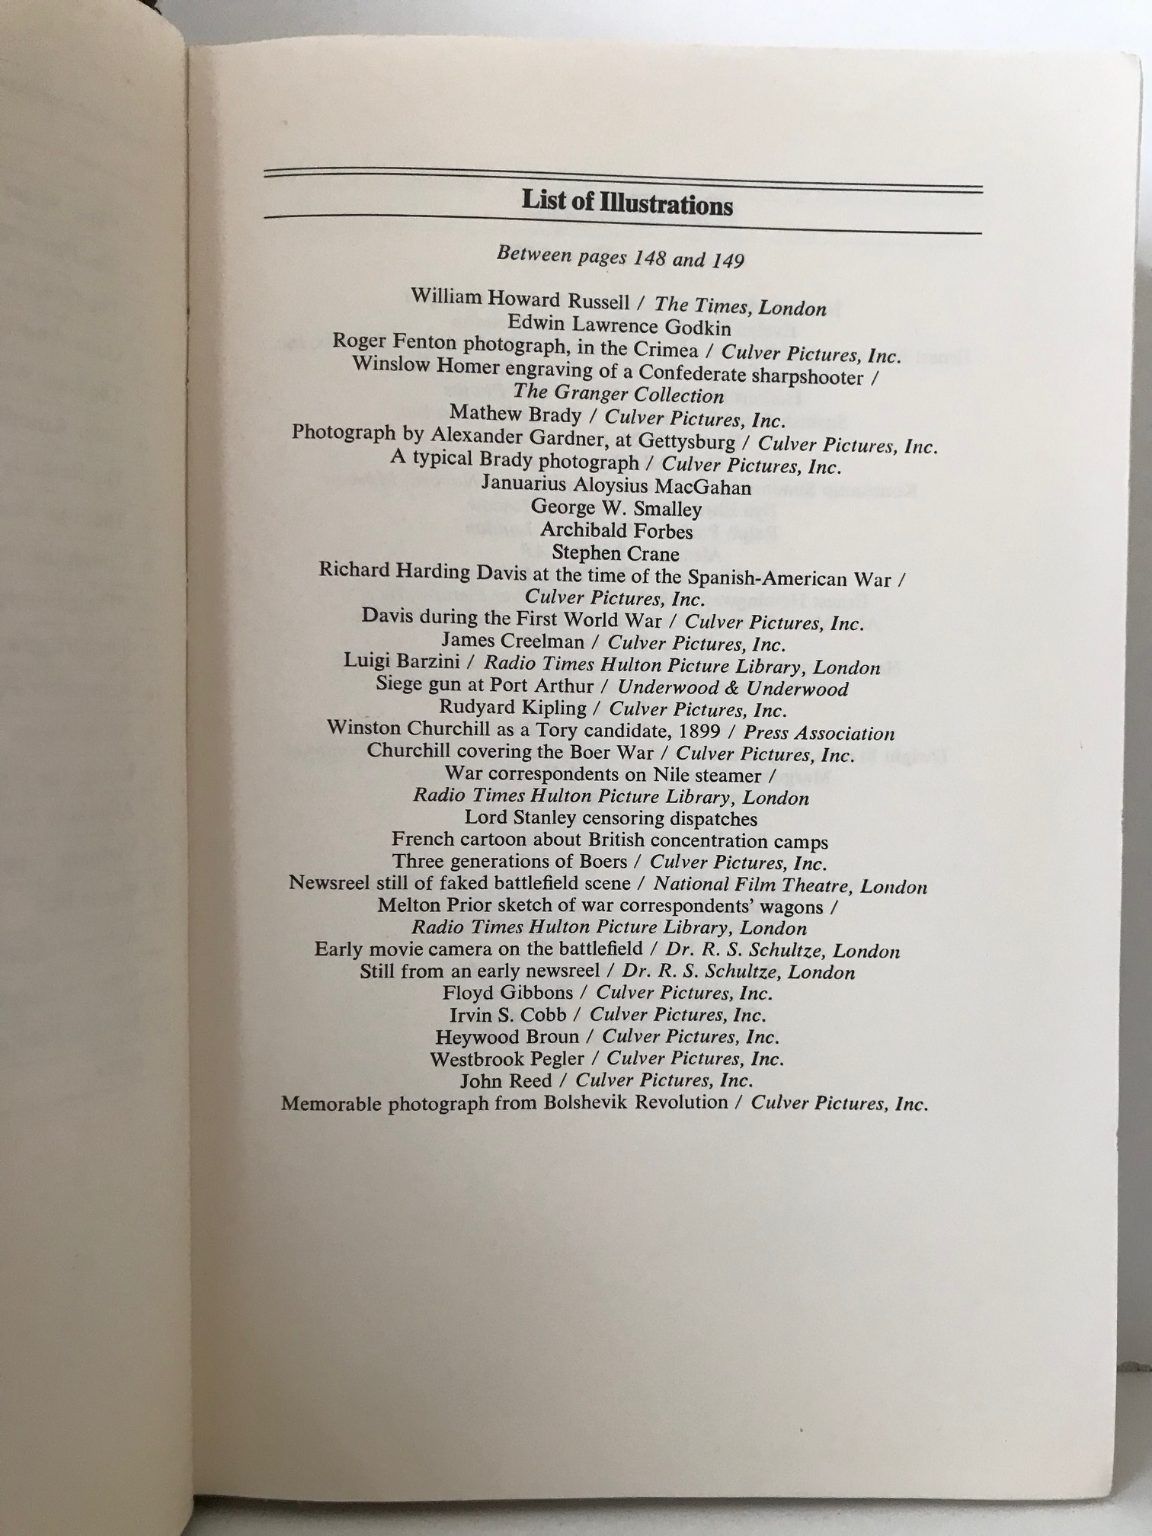 List of Illustrations
Between pages 148 and 149
William Howard Russell / The Times, London
Edwin Lawrence Godkin
Roger Fenton photograph, in the Crimea / Culver Pictures, Inc.
Winslow Homer engraving of a Confederate sharpshooter /
The Granger Collection
Mathew Brady / Culver Pictures, Inc.
Photograph by Alexander Gardner, at Gettysburg / Culver Pictures, Inc.
A typical Brady photograph / Culver Pictures, Inc.
Januarius Aloysius MacGahan
George W. Smalley
Archibald Forbes
Stephen Crane
Richard Harding Davis at the time of the Spanish-American War /
Culver Pictures, Inc.
Davis during the First World War / Culver Pictures, Inc.
James Creelman / Culver Pictures, Inc.
Luigi Barzini / Radio Times Hulton Picture Library, London
Siege gun at Port Arthur / Underwood & Underwood
Rudyard Kipling / Culver Pictures, Inc.
Winston Churchill as a Tory candidate, 1899 / Press Association
Churchill covering the Boer War / Culver Pictures, Inc.
War correspondents on Nile steamer /
Radio Times Hulton Picture Library, London
Lord Stanley censoring dispatches
French cartoon about British concentration camps
Three generations of Boers / Culver Pictures, Inc.
Newsreel still of faked battlefield scene / National Film Theatre, London
Melton Prior sketch of war correspondents' wagons /
Radio Times Hulton Picture Library, London
Early movie camera on the battlefield / Dr. R. S. Schultze, London
Still from an early newsreel / Dr. R. S. Schultze, London
Floyd Gibbons / Culver Pictures, Inc.
Irvin S. Cobb / Culver Pictures, Inc.
Heywood Broun / Culver Pictures, Inc.
Westbrook Pegler / Culver Pictures, Inc.
John Reed / Culver Pictures, Inc.
Memorable photograph from Bolshevik Revolution / Culver Pictures, Inc.